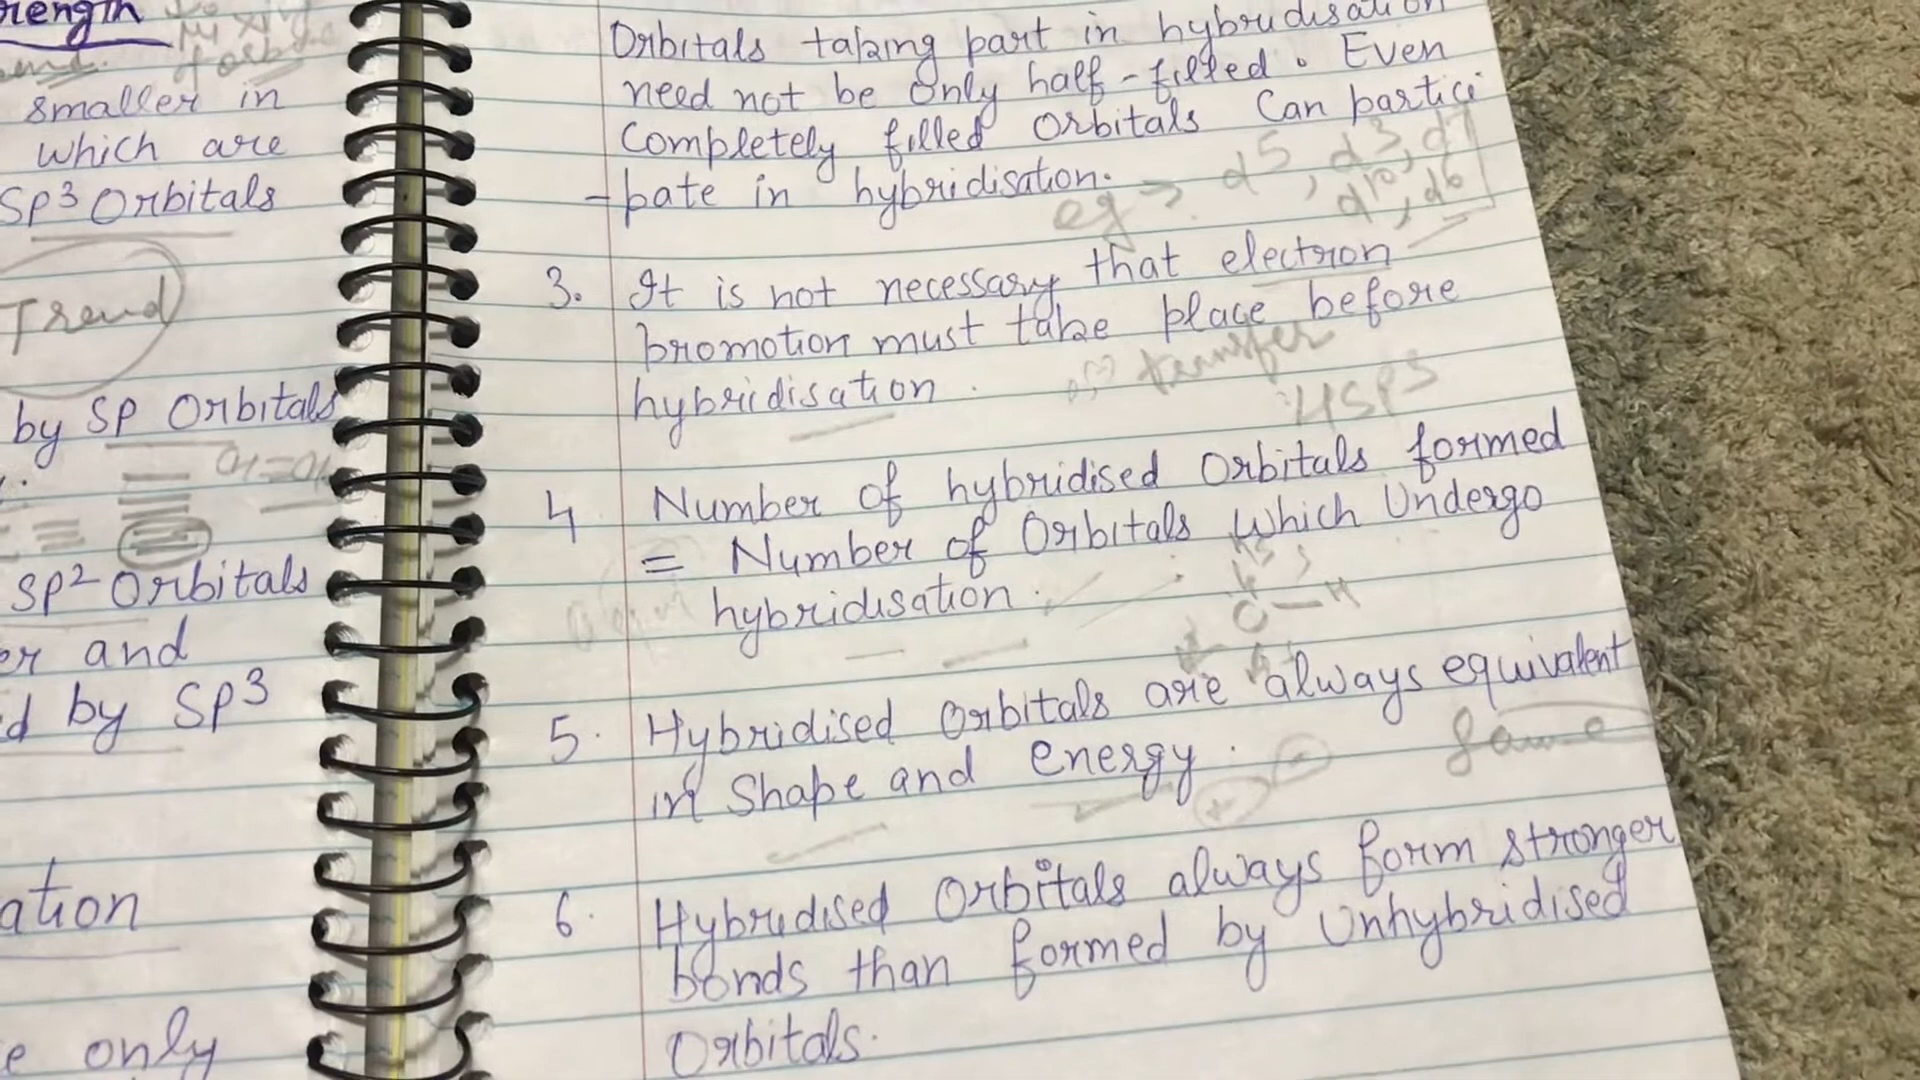 rength
smaller in
which are
SP³ Orbitals
Trend
by SP Orbitals
SP² Orbitals
er and
d by SP³
ation
e only
Orbitals taking part in hybridisation
need not be only half-filled. Even
Completely filled Orbitals Can partici
-pate in hybridisation.
eg → d5, d3, d7
d10, d6
3. It is not necessary that electron
promotion must take place before
hybridisation.
transfer
4SP3
4 Number of hybridised Orbitals formed
= Number of Orbitals which Undergo
hybridisation.
C-H
5. Hybridised Orbitals are always equivalent
in Shape and energy.
Same
6. Hybridised Orbitals always form stronger
bonds than formed by Unhybridised
Orbitals.